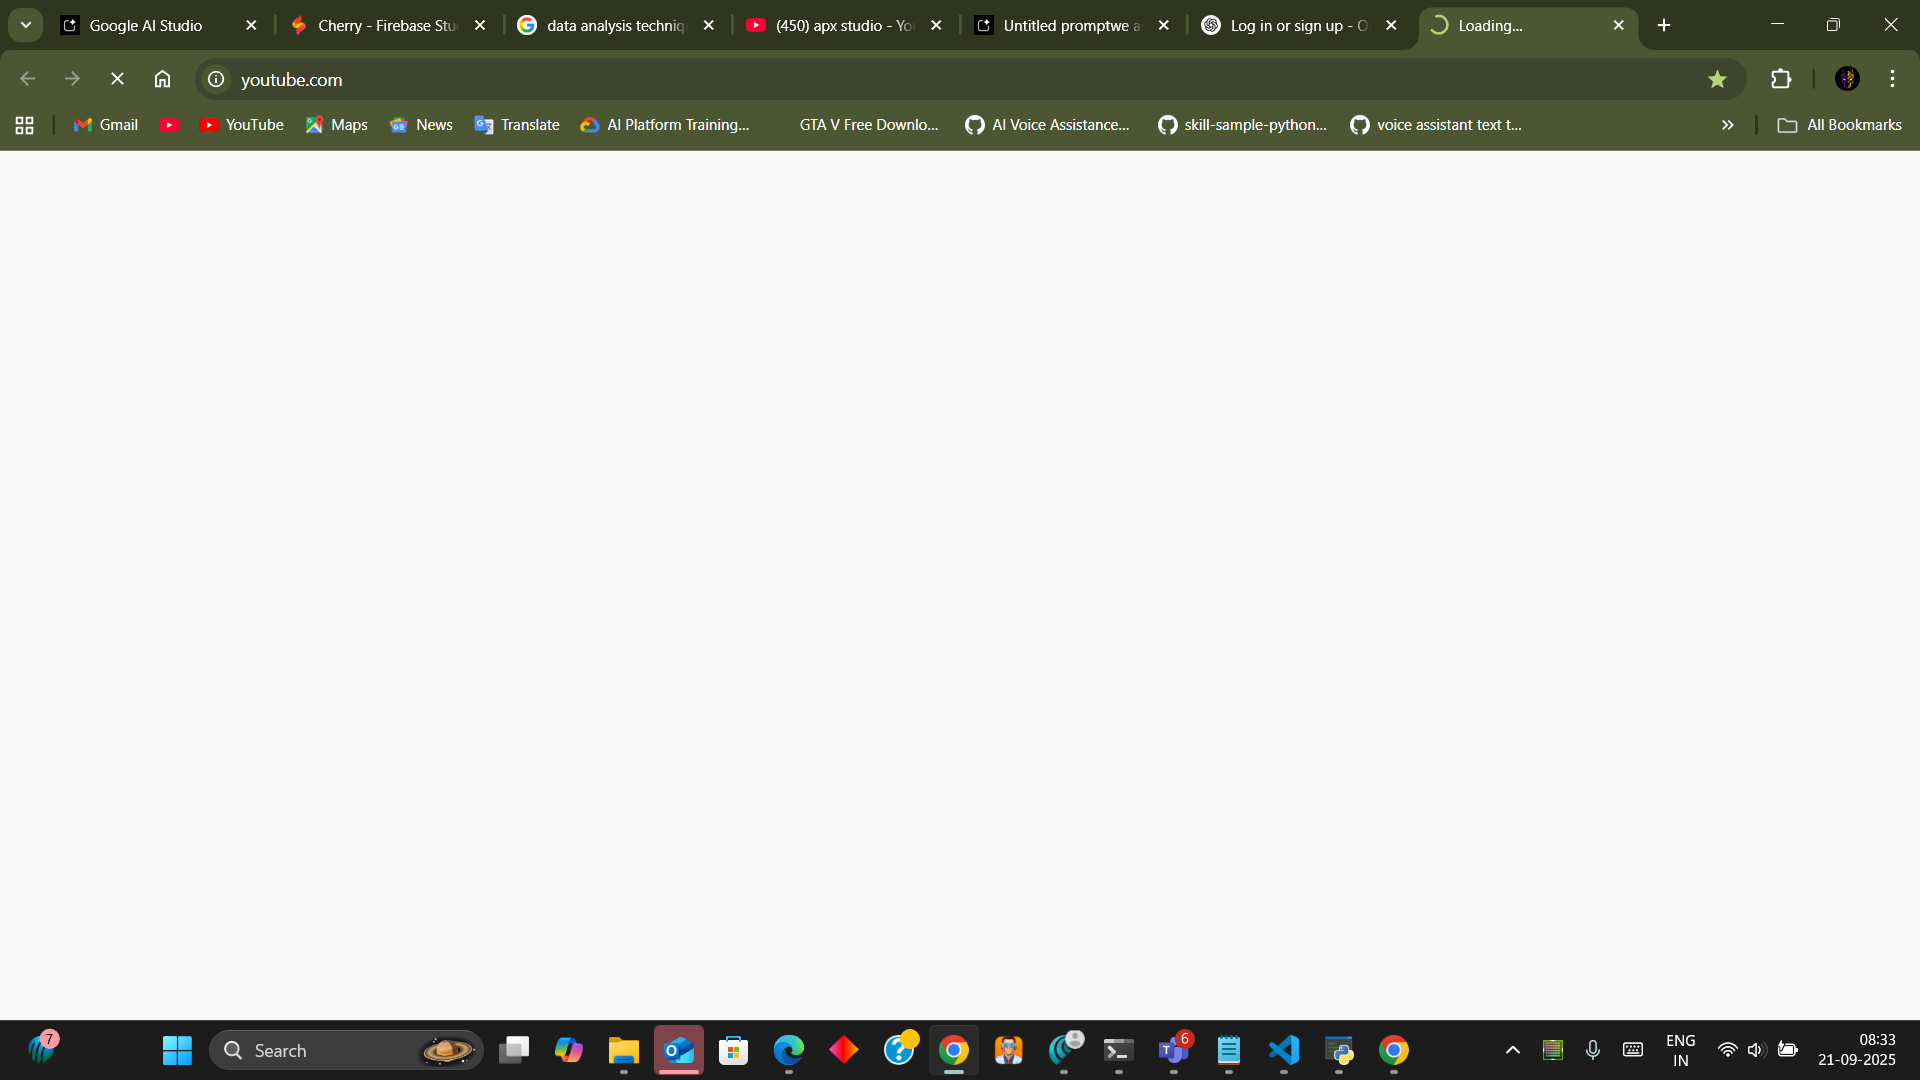 Google AI Studio
Cherry - Firebase Stu
data analysis techniq
(450) apx studio - Yo
Untitled promptwe a
Log in or sign up - O
Loading...
youtube.com
Gmail
YouTube
Maps
News
Translate
AI Platform Training...
GTA V Free Downlo...
AI Voice Assistance...
skill-sample-python...
voice assistant text t...
All Bookmarks
7
Search
6
ENG
IN
08:33
21-09-2025